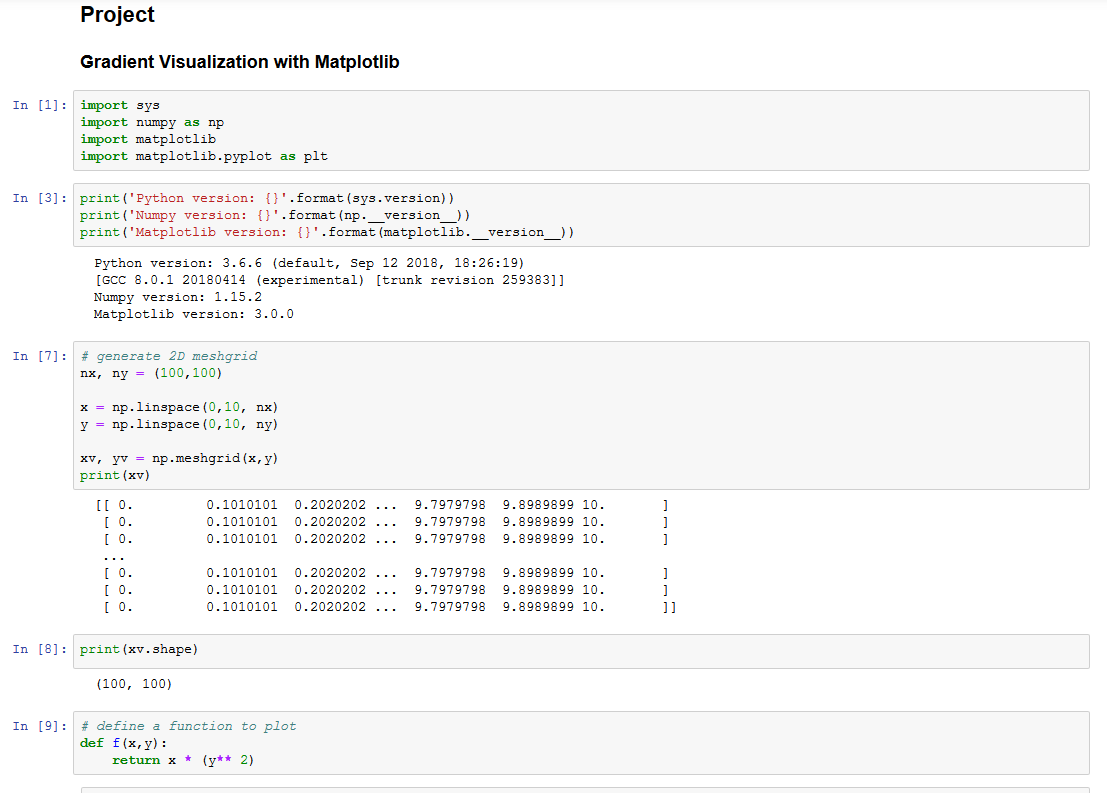 Project
Gradient Visualization with Matplotlib
In [1]: import sys
import numpy as np
import matplotlib
import matplotlib.pyplot as plt
In [3]: print('Python version: {}'.format(sys.version))
print('Numpy version: {}'.format(np.__version__))
print('Matplotlib version: {}'.format(matplotlib.__version__))
Python version: 3.6.6 (default, Sep 12 2018, 18:26:19)
[GCC 8.0.1 20180414 (experimental) [trunk revision 259383]]
Numpy version: 1.15.2
Matplotlib version: 3.0.0
In [7]: # generate 2D meshgrid
nx, ny = (100,100)
x = np.linspace(0,10, nx)
y = np.linspace(0,10, ny)
xv, yv = np.meshgrid(x,y)
print(xv)
[[ 0. 0.1010101 0.2020202 ... 9.7979798 9.8989899 10. ]
[ 0. 0.1010101 0.2020202 ... 9.7979798 9.8989899 10. ]
[ 0. 0.1010101 0.2020202 ... 9.7979798 9.8989899 10. ]
...
[ 0. 0.1010101 0.2020202 ... 9.7979798 9.8989899 10. ]
[ 0. 0.1010101 0.2020202 ... 9.7979798 9.8989899 10. ]
[ 0. 0.1010101 0.2020202 ... 9.7979798 9.8989899 10. ]]
In [8]: print(xv.shape)
(100, 100)
In [9]: # define a function to plot
def f(x,y):
    return x * (y** 2)